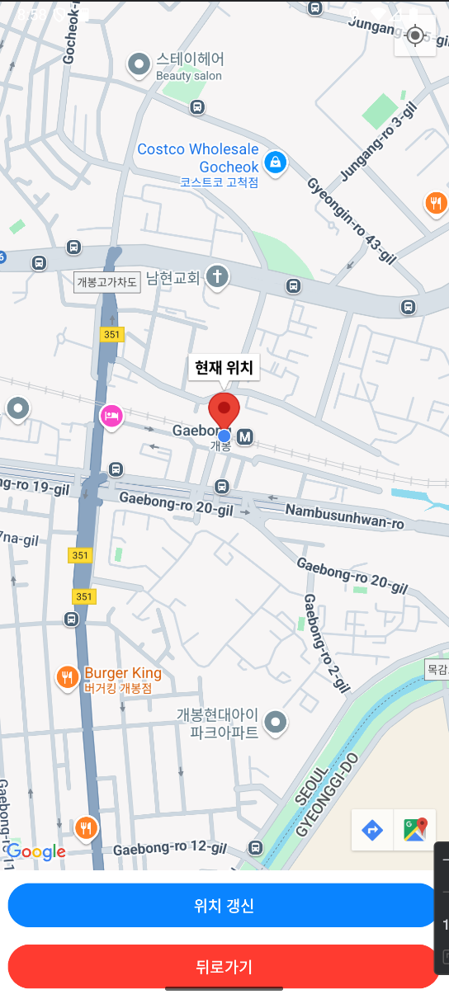 8:58
Gocheok-r
Jungang-ro 15-gil
스테이헤어
Beauty salon
Jungang-ro 3-gil
Costco Wholesale
Gocheok
코스트코 고척점
Gyeongin-ro 43-gil
6
개봉고가차도
남현교회
351
현재 위치
Gaebong
M
개봉
ng-ro 19-gil
Gaebong-ro 20-gil
Nambusunhwan-ro
7na-gil
351
Gaebong-ro 20-gil
351
Gaebong-ro 2-gil
Burger King
버거킹 개봉점
목감
개봉현대아이
파크아파트
SEOUL
GYEONGGI-DO
Gaebong-ro 11
Google
Gaebong-ro 12-gil
G
위치 갱신
1
뒤로가기